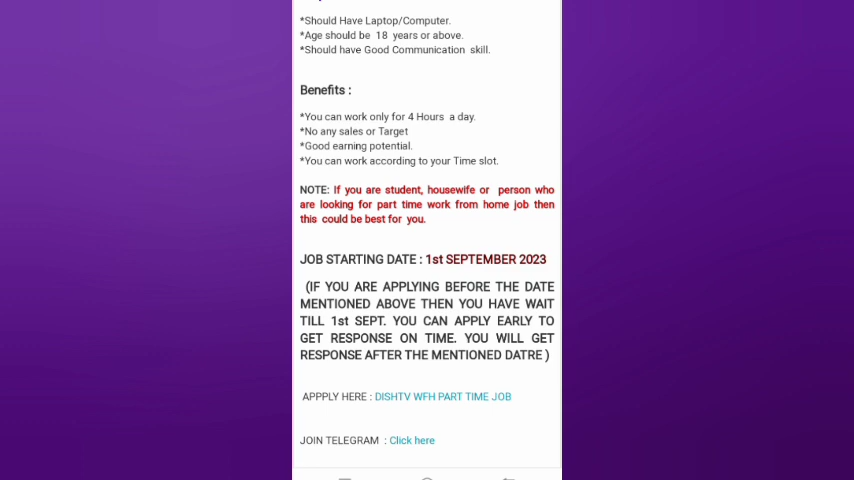 *Should Have Laptop/Computer.
*Age should be 18 years or above.
*Should have Good Communication skill.
Benefits :
*You can work only for 4 Hours a day.
*No any sales or Target
*Good earning potential.
*You can work according to your Time slot.
NOTE: If you are student, housewife or person who
are looking for part time work from home job then
this could be best for you.
JOB STARTING DATE : 1st SEPTEMBER 2023
(IF YOU ARE APPLYING BEFORE THE DATE
MENTIONED ABOVE THEN YOU HAVE WAIT
TILL 1st SEPT. YOU CAN APPLY EARLY TO
GET RESPONSE ON TIME. YOU WILL GET
RESPONSE AFTER THE MENTIONED DATRE )
APPPLY HERE : DISHTV WFH PART TIME JOB
JOIN TELEGRAM : Click here